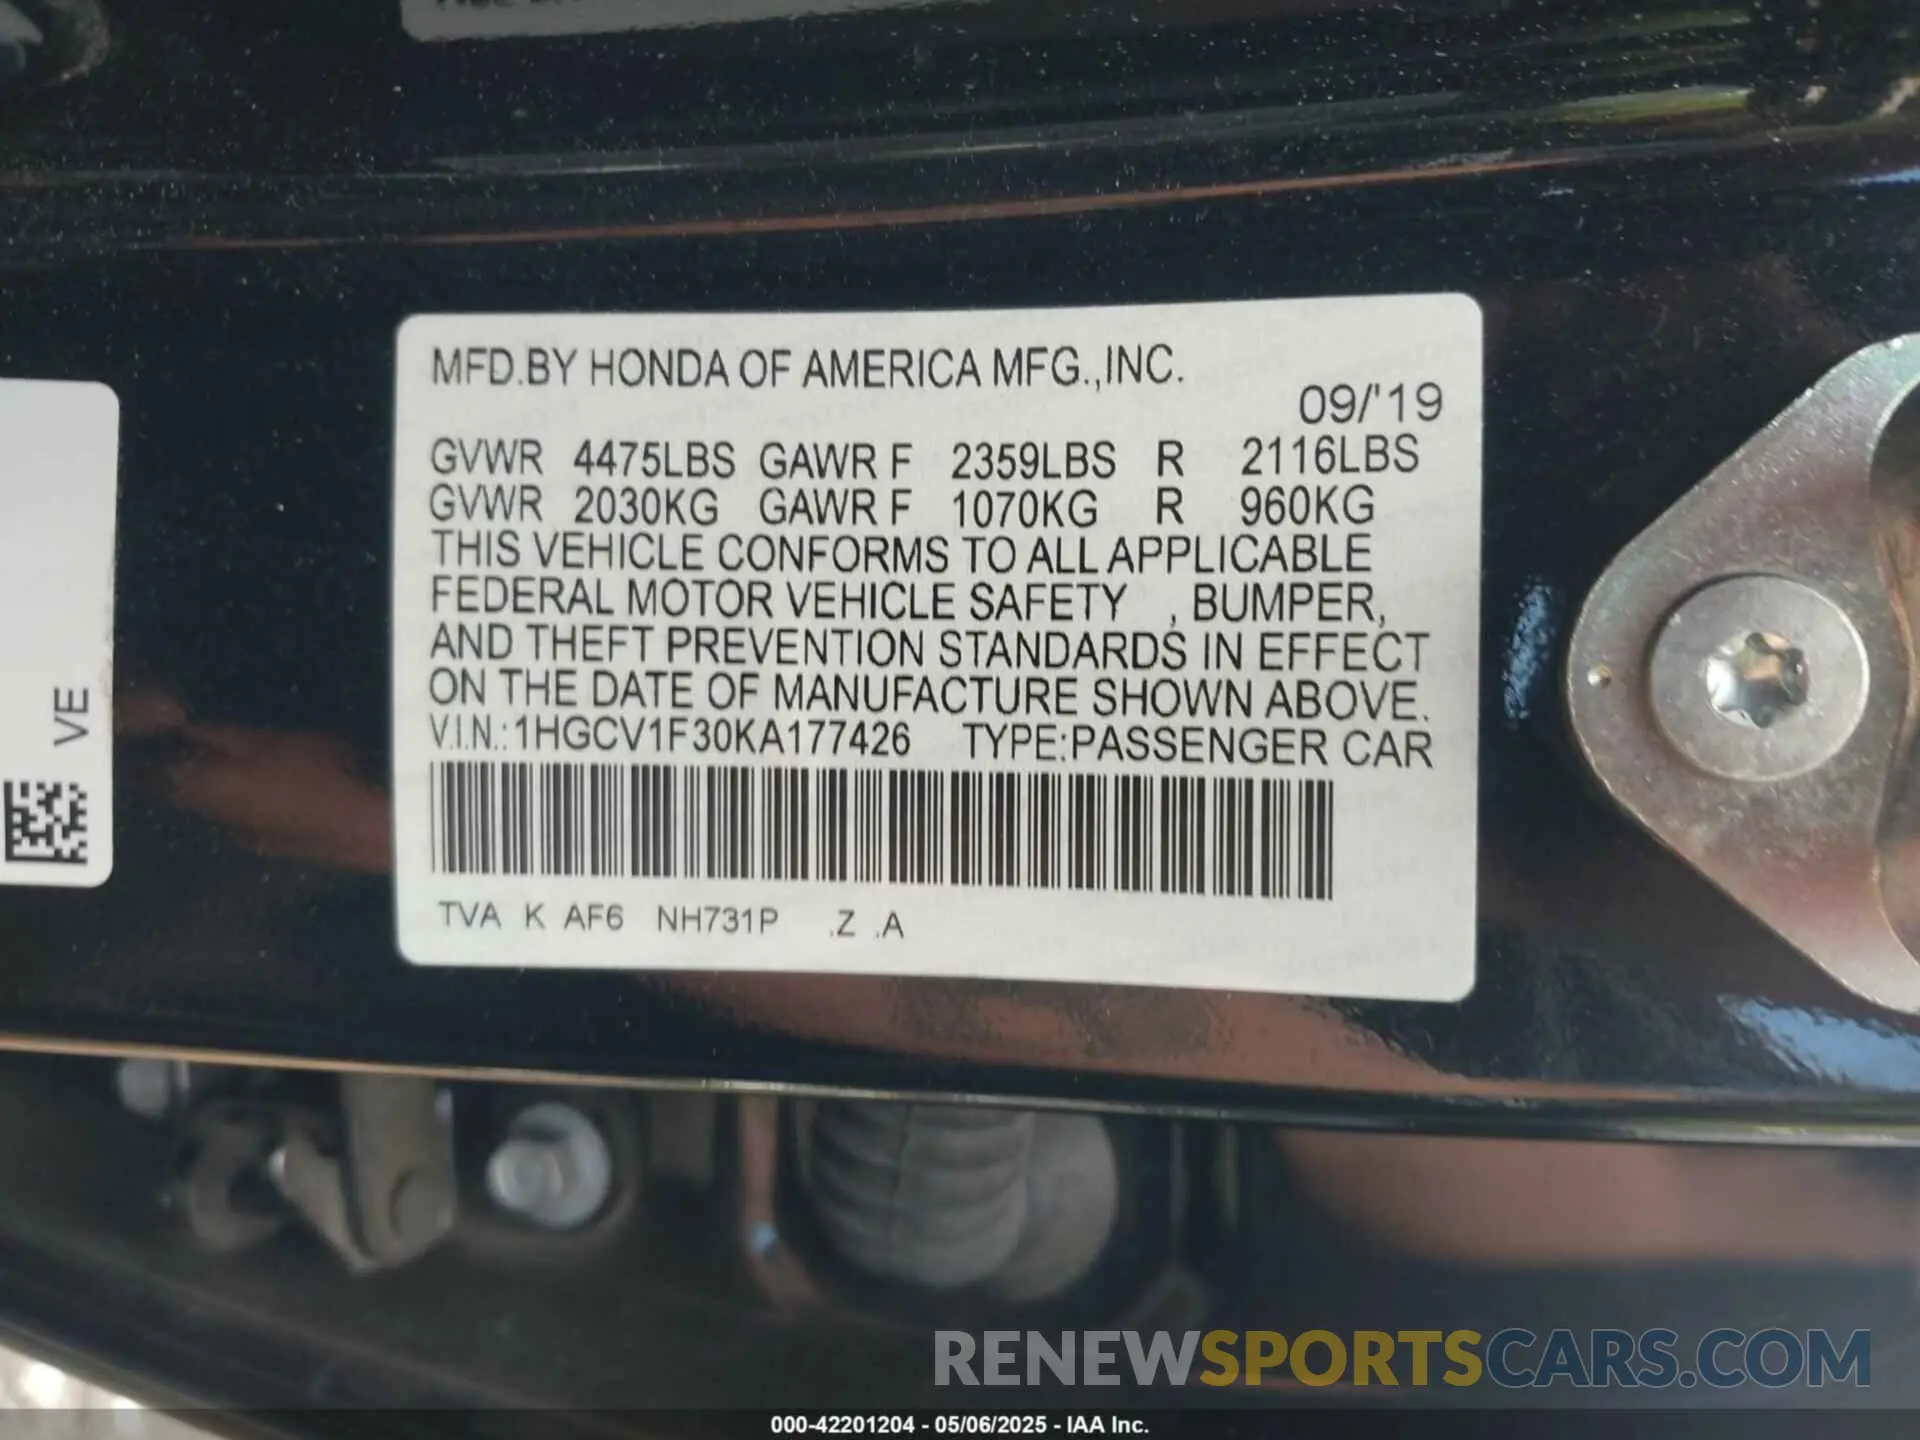 MFD.BY HONDA OF AMERICA MFG.,INC.
09/'19
GVWR 4475LBS GAWR F 2359LBS R 2116LBS
GVWR 2030KG GAWR F 1070KG R 960KG
THIS VEHICLE CONFORMS TO ALL APPLICABLE
FEDERAL MOTOR VEHICLE SAFETY , BUMPER,
AND THEFT PREVENTION STANDARDS IN EFFECT
ON THE DATE OF MANUFACTURE SHOWN ABOVE.
V.I.N.:1HGCV1F30KA177426 TYPE:PASSENGER CAR
TVA K AF6 NH731P .Z .A
VE
RENEWSPORTSCARS.COM
000-42201204 - 05/06/2025 - IAA Inc.